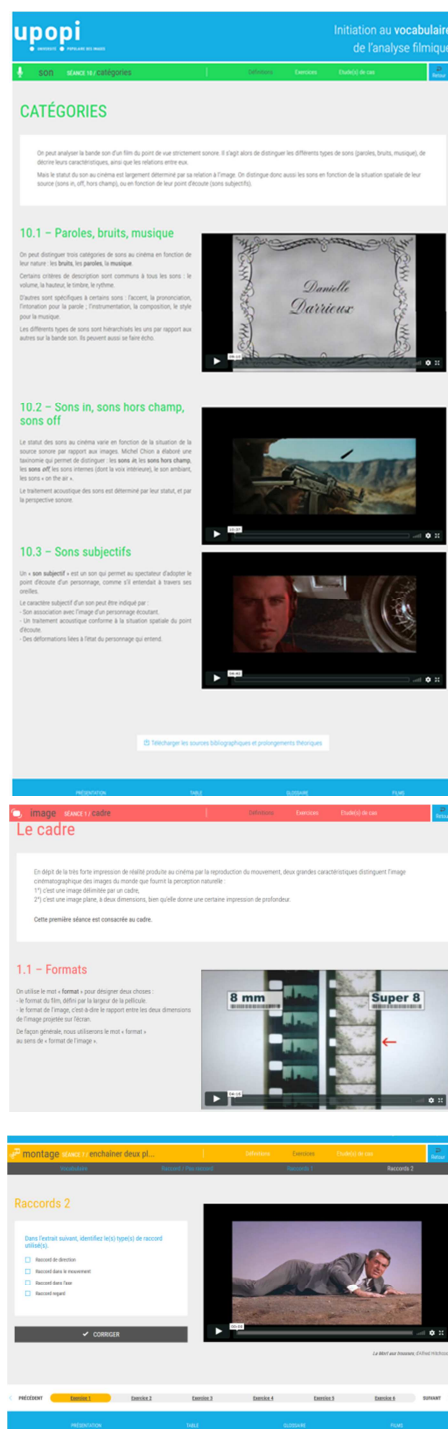 upopi
UNIVERSITÉ POPULAIRE DES IMAGES
Initiation au vocabulaire
de l'analyse filmique
son SÉANCE 10 / catégories
Définitions Exercices Etude(s) de cas
Retour
CATÉGORIES
On peut analyser la bande son d'un film du point de vue strictement sonore. Il s'agit alors de distinguer les différents types de sons (paroles, bruits, musique), de
décrire leurs caractéristiques, ainsi que les relations entre eux.
Mais le statut du son au cinéma est largement déterminé par sa relation à l'image. On distingue donc aussi les sons en fonction de la situation spatiale de leur
source (sons in, off, hors champ), ou en fonction de leur point d'écoute (sons subjectifs).
10.1 – Paroles, bruits, musique
On peut distinguer trois catégories de sons au cinéma en fonction de
leur nature : les bruits, les paroles, la musique.
Certains critères de description sont communs à tous les sons : le
volume, la hauteur, le timbre, le rythme.
D'autres sont spécifiques à certains sons : l'accent, la prononciation,
l'intonation pour la parole ; l'instrumentation, la composition, le style
pour la musique.
Les différents types de sons sont hiérarchisés les uns par rapport aux
autres sur la bande son. Ils peuvent aussi se faire écho.
Danielle
Darrieux
10.2 – Sons in, sons hors champ,
sons off
Le statut des sons au cinéma varie en fonction de la situation de la
source sonore par rapport aux images. Michel Chion a élaboré une
taxinomie qui permet de distinguer : les sons in, les sons hors champ,
les sons off, les sons internes (dont la voix intérieure), le son ambiant,
les sons « on the air ».
Le traitement acoustique des sons est déterminé par leur statut, et par
la perspective sonore.
10.3 – Sons subjectifs
Un « son subjectif » est un son qui permet au spectateur d'adopter le
point d'écoute d'un personnage, comme s'il entendait à travers ses
oreilles.
Le caractère subjectif d'un son peut être indiqué par :
- Son association avec l'image d'un personnage écoutant.
- Un traitement acoustique conforme à la situation spatiale du point
d'écoute.
- Des déformations liées à l'état du personnage qui entend.
Télécharger les sources bibliographiques et prolongements théoriques
PRÉSENTATION TABLE GLOSSAIRE FILMS
image SÉANCE 1 / cadre
Définitions Exercices Etude(s) de cas
Retour
Le cadre
En dépit de la très forte impression de réalité produite au cinéma par la reproduction du mouvement, deux grandes caractéristiques distinguent l'image
cinématographique des images du monde que fournit la perception naturelle :
1°) c'est une image délimitée par un cadre,
2°) c'est une image plane, à deux dimensions, bien qu'elle donne une certaine impression de profondeur.
Cette première séance est consacrée au cadre.
1.1 – Formats
On utilise le mot « format » pour désigner deux choses :
- le format du film, défini par la largeur de la pellicule.
- le format de l'image, c'est-à-dire le rapport entre les deux dimensions
de l'image projetée sur l'écran.
De façon générale, nous utiliserons le mot « format »
au sens de « format de l'image ».
8 mm Super 8
montage SÉANCE 1 / enchaîner deux pl...
Définitions Exercices Etude(s) de cas
Retour
Vocabulaire Raccord / Pas raccord Raccords 1 Raccords 2
Raccords 2
Dans l'extrait suivant, identifiez le(s) type(s) de raccord
utilisé(s).
Raccord de direction
Raccord dans le mouvement
Raccord dans l'axe
Raccord regard
CORRIGER
La Mort aux trousses, d'Alfred Hitchcock
PRÉCÉDENT Exercice 1 Exercice 2 Exercice 3 Exercice 4 Exercice 5 Exercice 6 SUIVANT
PRÉSENTATION TABLE GLOSSAIRE FILMS